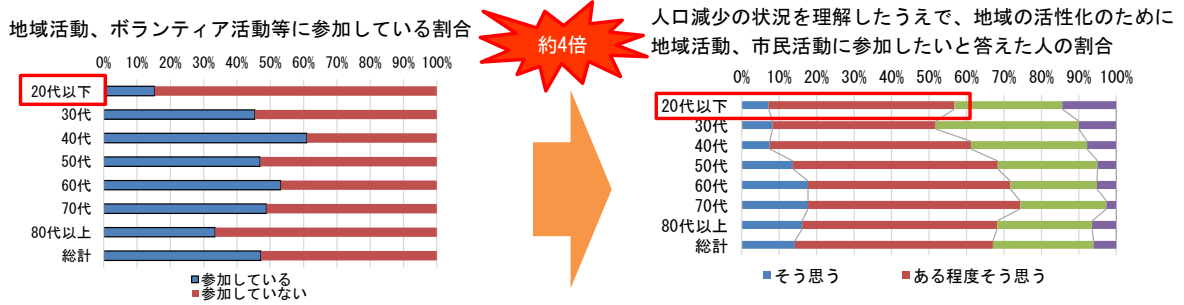 地域活動、ボランティア活動等に参加している割合
0% 10% 20% 30% 40% 50% 60% 70% 80% 90% 100%
20代以下
30代
40代
50代
60代
70代
80代以上
総計
参加している
参加していない
約4倍
人口減少の状況を理解したうえで、地域の活性化のために
地域活動、市民活動に参加したいと答えた人の割合
0% 10% 20% 30% 40% 50% 60% 70% 80% 90% 100%
20代以下
30代
40代
50代
60代
70代
80代以上
総計
そう思う ある程度そう思う